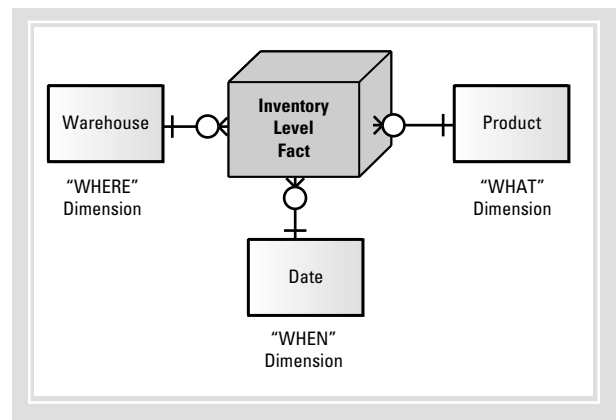 Warehouse
"WHERE"
Dimension
Inventory
Level
Fact
Product
"WHAT"
Dimension
Date
"WHEN"
Dimension